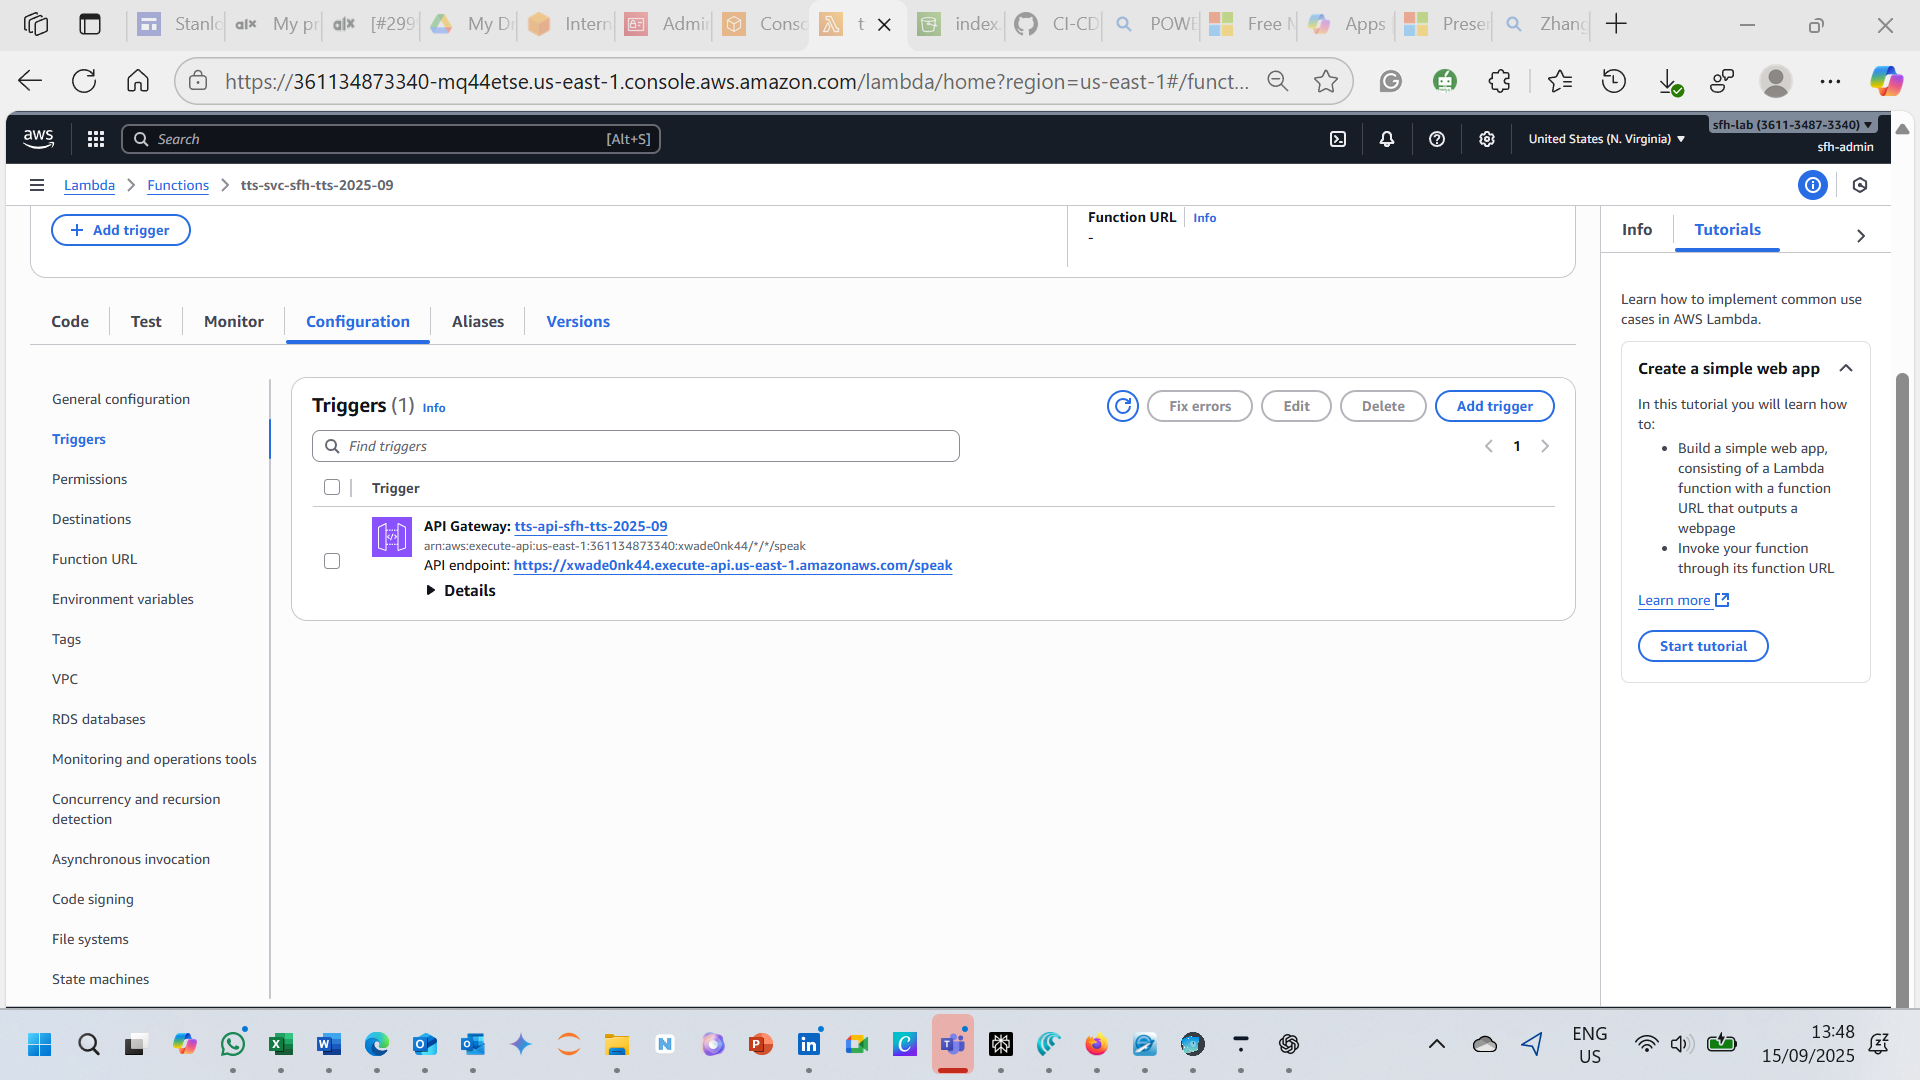 Stanlo
My pr
[#299
My Dr
Intern
Admin
Conso
t
index.
CI-CD
POWE
Free M
Apps
Presen
Zhang
https://361134873340-mq44etse.us-east-1.console.aws.amazon.com/lambda/home?region=us-east-1#/funct...
aws
Search
[Alt+S]
United States (N. Virginia)
sfh-lab (3611-3487-3340)
sfh-admin
Lambda
Functions
tts-svc-sfh-tts-2025-09
Add trigger
Function URL
Info
-
Info
Tutorials
Code
Test
Monitor
Configuration
Aliases
Versions
General configuration
Triggers
Permissions
Destinations
Function URL
Environment variables
Tags
VPC
RDS databases
Monitoring and operations tools
Concurrency and recursion
detection
Asynchronous invocation
Code signing
File systems
State machines
Triggers (1) Info
Fix errors
Edit
Delete
Add trigger
Find triggers
1
Trigger
API Gateway: tts-api-sfh-tts-2025-09
arn:aws:execute-api:us-east-1:361134873340:xwade0nk44/*/*/speak
API endpoint: https://xwade0nk44.execute-api.us-east-1.amazonaws.com/speak
Details
Learn how to implement common use
cases in AWS Lambda.
Create a simple web app
In this tutorial you will learn how
to:
• Build a simple web app,
consisting of a Lambda
function with a function
URL that outputs a
webpage
• Invoke your function
through its function URL
Learn more
Start tutorial
ENG
US
13:48
15/09/2025